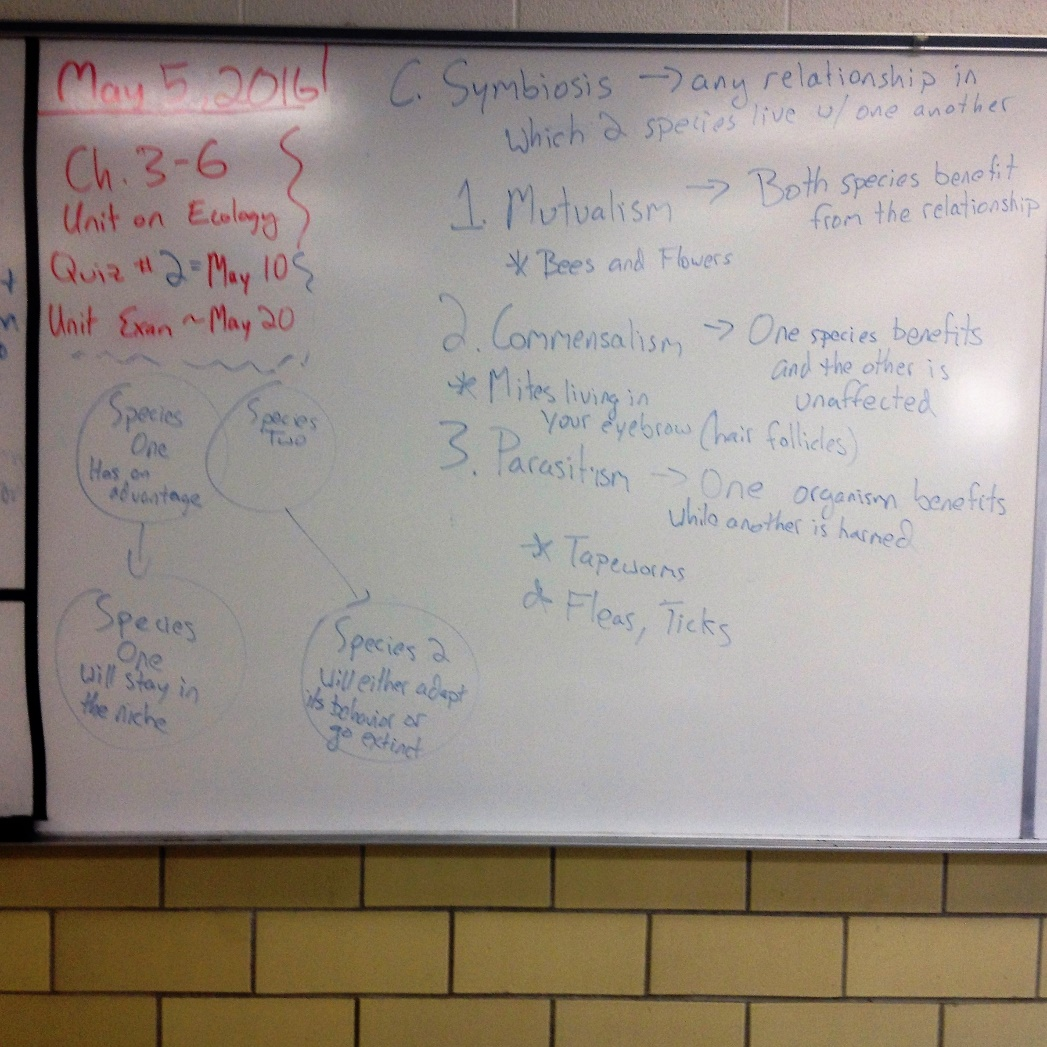 May 5, 2016
Ch. 3-6
Unit on Ecology
Quiz # 2 = May 10
Unit Exam ~ May 20
Species
One
Has an
advantage
Species
Two
Species
One
will stay in
the niche
Species 2
will either adapt
its behavior or
go extinct
C. Symbiosis → any relationship in
which 2 species live w/ one another
1. Mutualism → Both species benefit
from the relationship
* Bees and Flowers
2. Commensalism → One species benefits
and the other is
unaffected
* Mites living in
your eyebrow (hair follicles)
3. Parasitism → One organism benefits
while another is harmed
* Tapeworms
* Fleas, Ticks